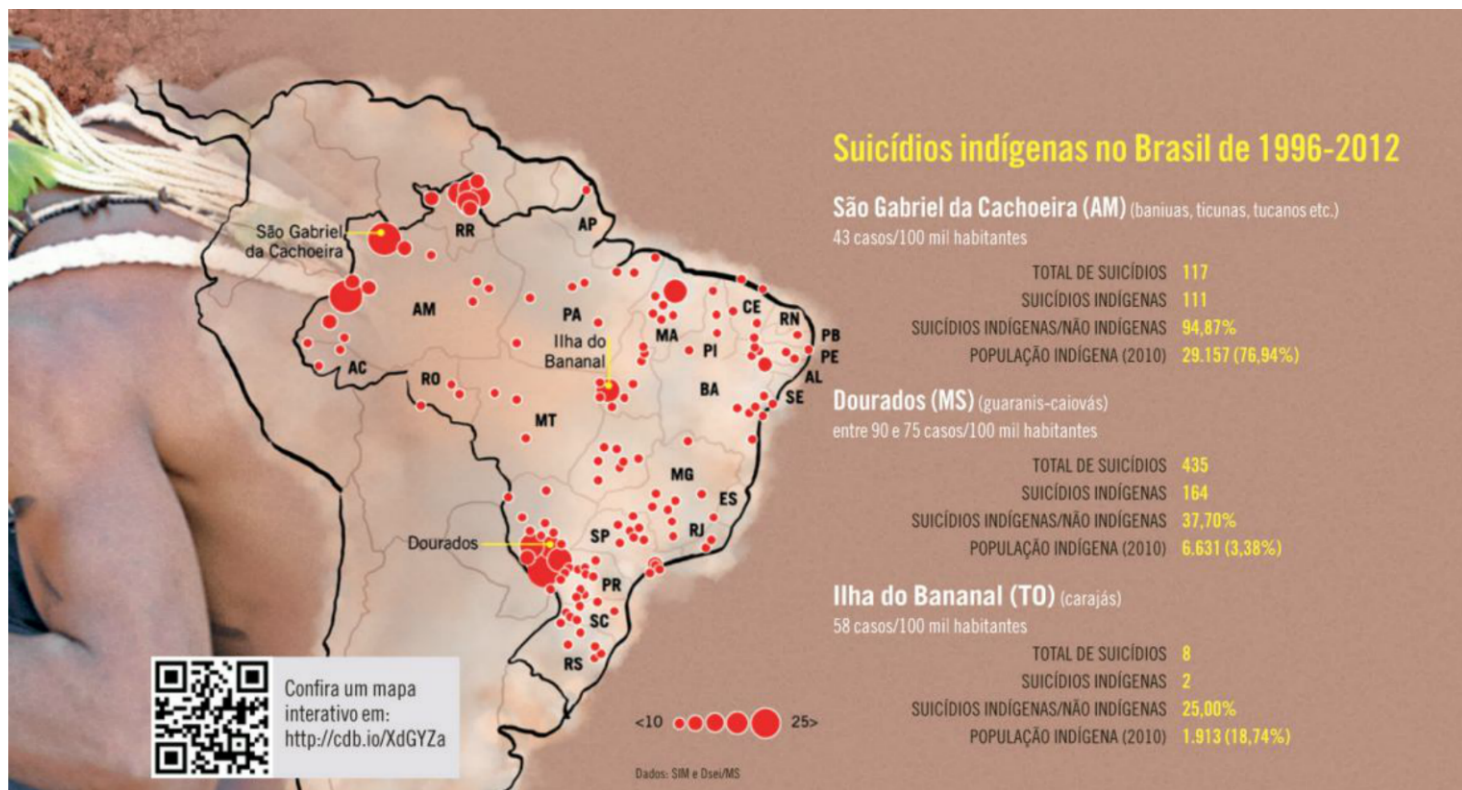 Suicídios indígenas no Brasil de 1996-2012
São Gabriel da Cachoeira (AM) (baniuas, ticunas, tucanos etc.)
43 casos/100 mil habitantes
TOTAL DE SUICÍDIOS 117
SUICÍDIOS INDÍGENAS 111
SUICÍDIOS INDÍGENAS/NÃO INDÍGENAS 94,87%
POPULAÇÃO INDÍGENA (2010) 29.157 (76,94%)
Dourados (MS) (guaranis-caiovás)
entre 90 e 75 casos/100 mil habitantes
TOTAL DE SUICÍDIOS 435
SUICÍDIOS INDÍGENAS 164
SUICÍDIOS INDÍGENAS/NÃO INDÍGENAS 37,70%
POPULAÇÃO INDÍGENA (2010) 6.631 (3,38%)
Ilha do Bananal (TO) (carajás)
58 casos/100 mil habitantes
TOTAL DE SUICÍDIOS 8
SUICÍDIOS INDÍGENAS 2
SUICÍDIOS INDÍGENAS/NÃO INDÍGENAS 25,00%
POPULAÇÃO INDÍGENA (2010) 1.913 (18,74%)
São Gabriel
da Cachoeira
RR
AP
AM
PA
MA
CE
RN
PB
PI
PE
Ilha do
Bananal
AC
RO
AL
BA
SE
MT
MG
ES
Dourados
SP
RJ
PR
SC
RS
Confira um mapa
interativo em:
http://cdb.io/XdGYZa
<10
25>
Dados: SIM e Dsei/MS